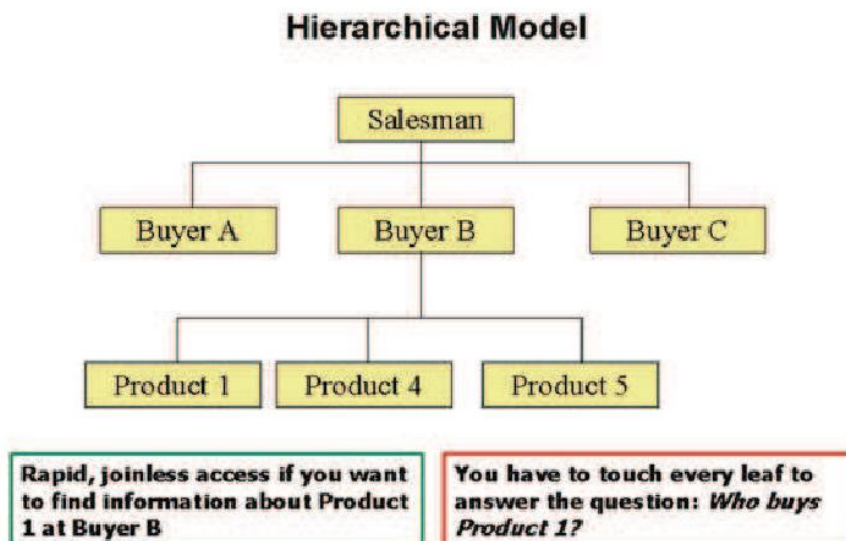 Hierarchical Model
Salesman
Buyer A
Buyer B
Buyer C
Product 1
Product 4
Product 5
Rapid, joinless access if you want
to find information about Product
1 at Buyer B
You have to touch every leaf to
answer the question: Who buys
Product 1?